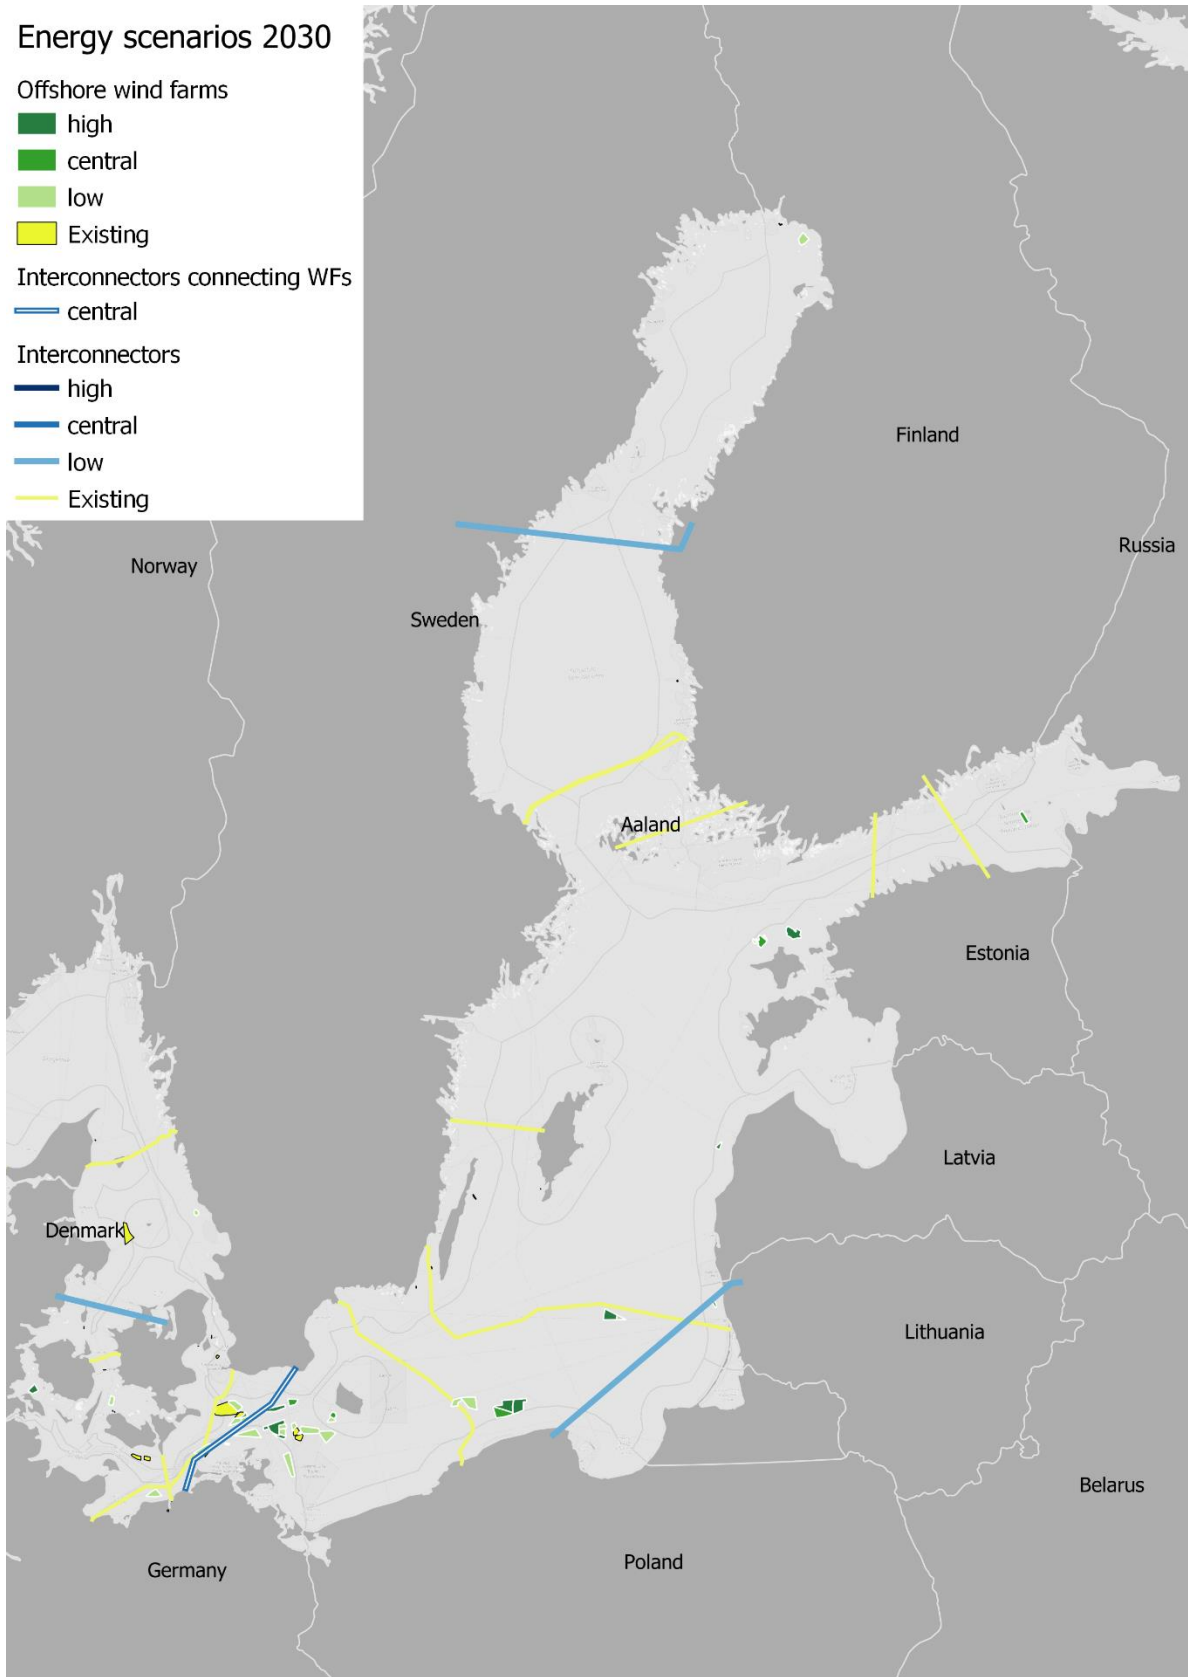 Energy scenarios 2030
Offshore wind farms
high
central
low
Existing
Interconnectors connecting WFs
central
Interconnectors
high
central
low
Existing
Finland
Norway
Russia
Sweden
Aaland
Estonia
Latvia
Denmark
Lithuania
Belarus
Poland
Germany